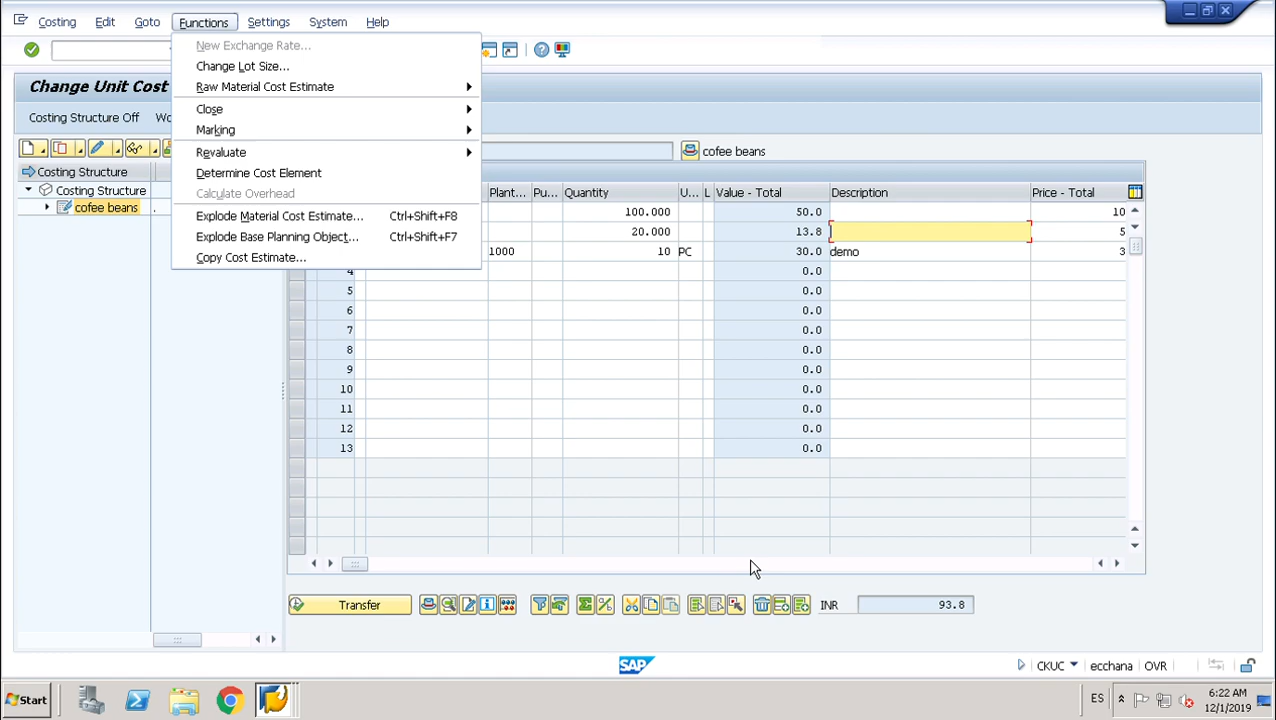 Costing Edit Goto Functions Settings System Help
New Exchange Rate...
Change Lot Size...
Change Unit Cost
Raw Material Cost Estimate
Close
Costing Structure Off Wo
Marking
Revaluate
cofee beans
Costing Structure
Determine Cost Element
Costing Structure
Calculate Overhead
Plant... Pu... Quantity U... L Value - Total Description Price - Total
cofee beans .
Explode Material Cost Estimate... Ctrl+Shift+F8
100.000 50.0 10
Explode Base Planning Object... Ctrl+Shift+F7
20.000 13.8 5
Copy Cost Estimate...
1000 10 PC 30.0 demo 3
4 0.0
5 0.0
6 0.0
7 0.0
8 0.0
9 0.0
10 0.0
11 0.0
12 0.0
13 0.0
Transfer INR 93.8
SAP CKUC ecchana OVR
Start ES 6:22 AM
12/1/2019